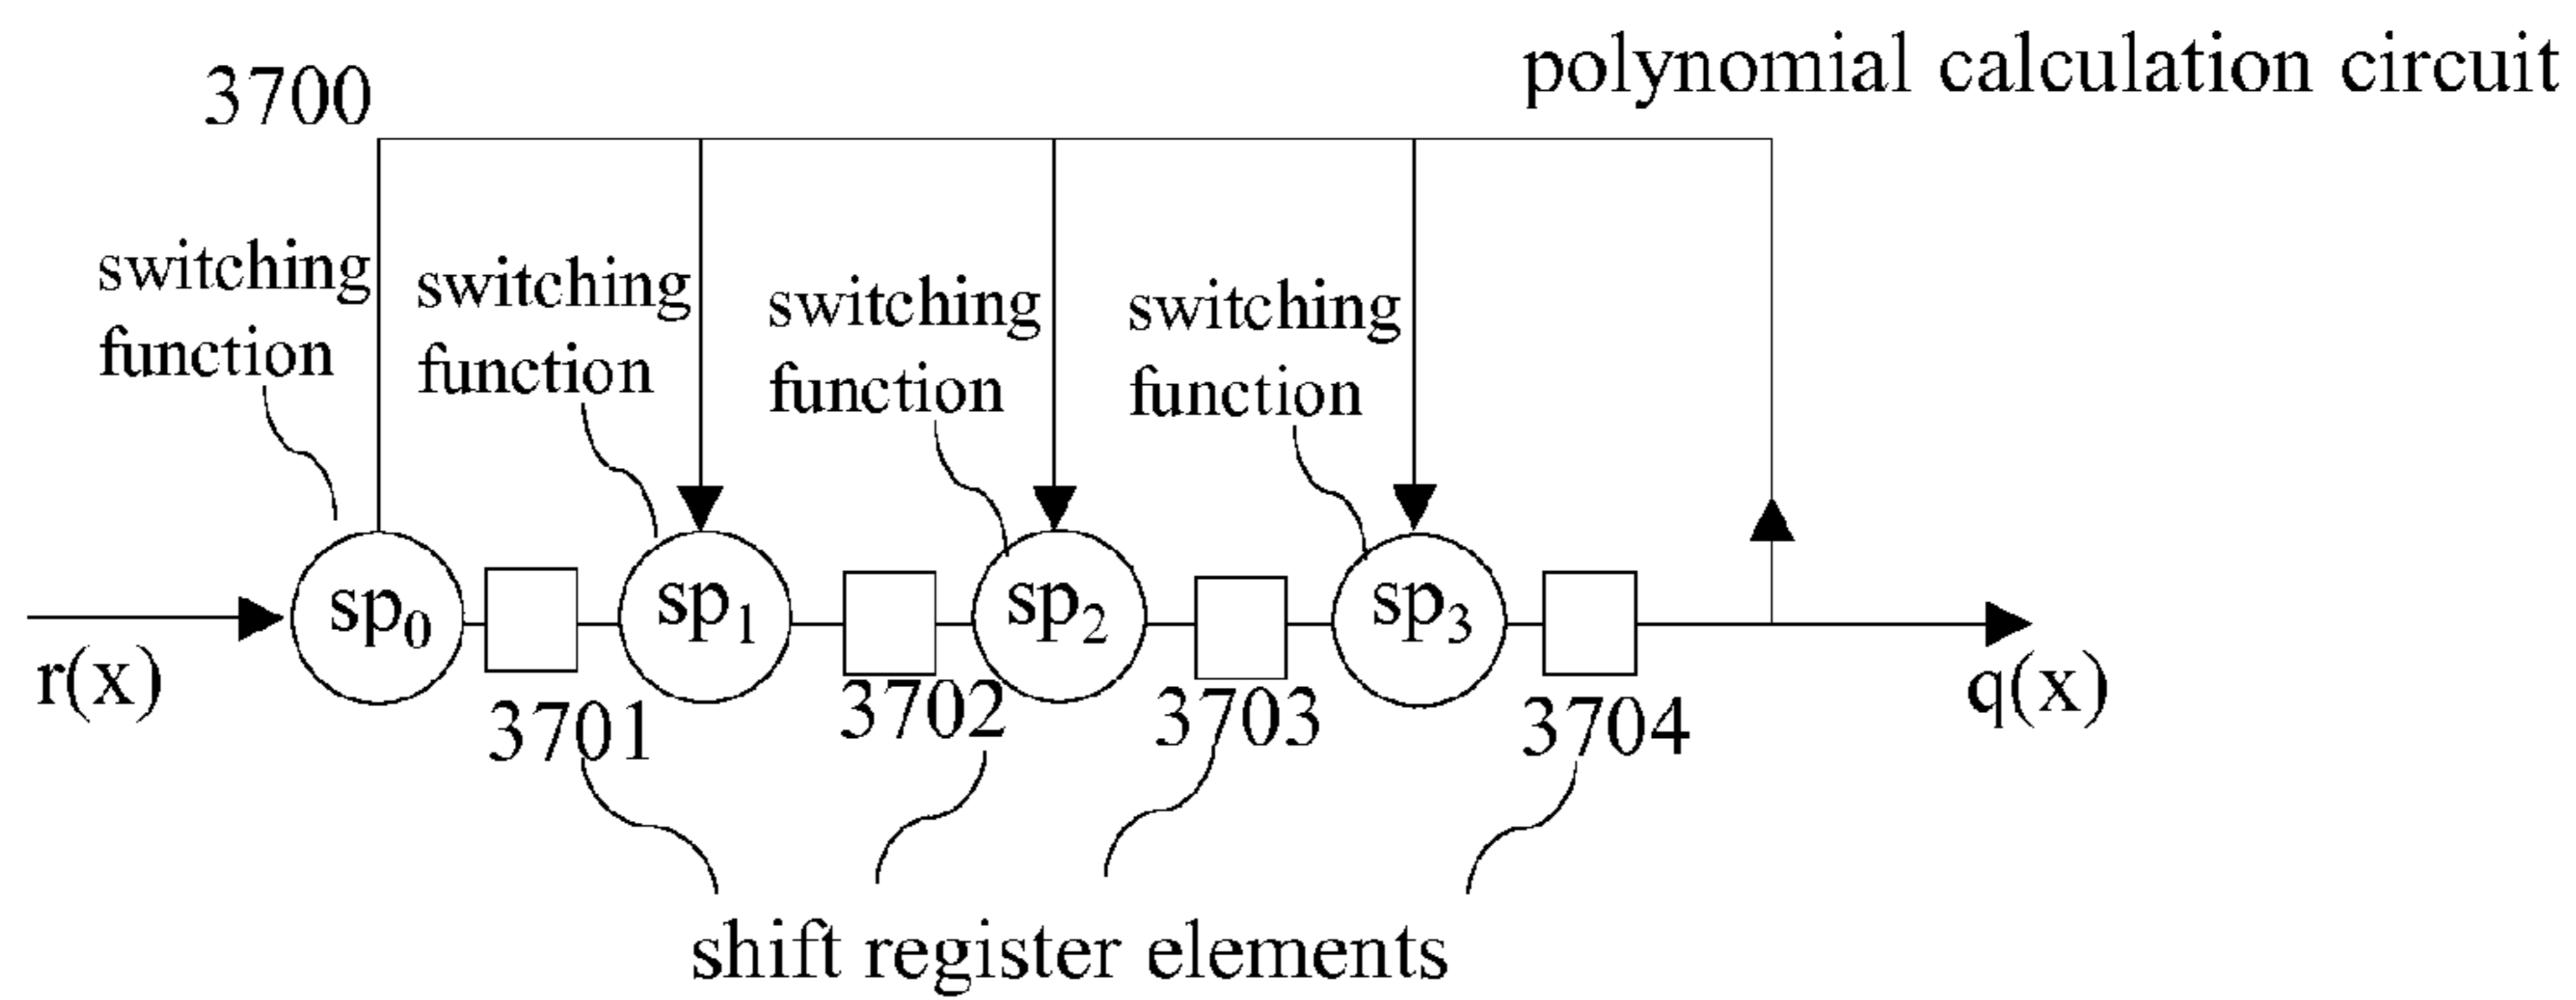 polynomial calculation circuit
3700
switching
function
switching
function
switching
function
switching
function
sp₀
sp₁
sp₂
sp₃
r(x)
q(x)
3701
3702
3703
3704
shift register elements